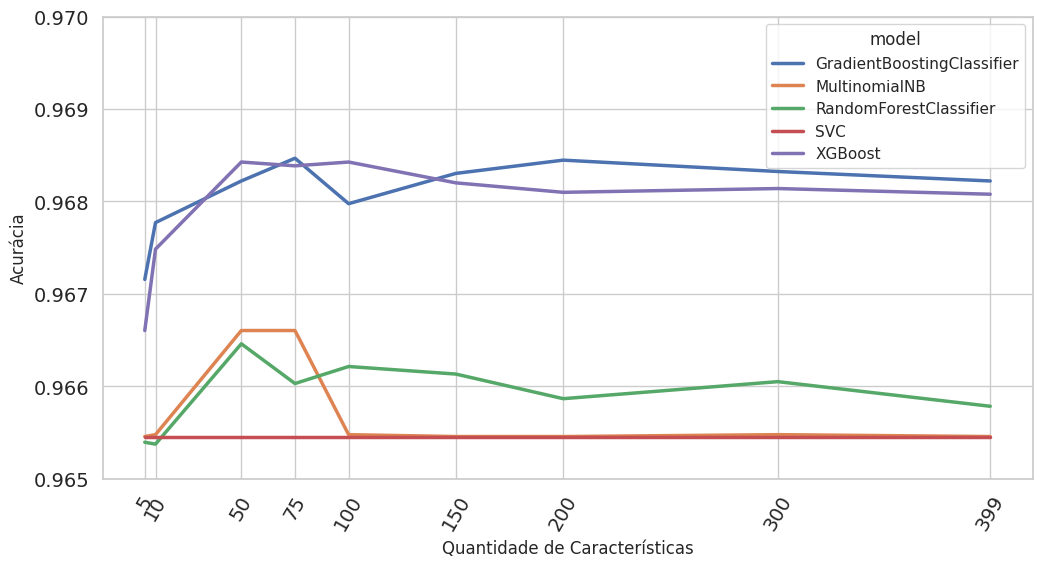 0.970
0.969
0.968
0.967
0.966
0.965
Acurácia
model
GradientBoostingClassifier
MultinomialNB
RandomForestClassifier
SVC
XGBoost
5
10
50
75
100
150
200
300
399
Quantidade de Características